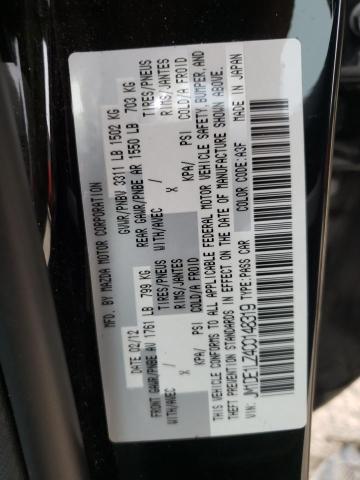 MFD. BY MAZDA MOTOR CORPORATION
DATE 02/12 GVWR/PNBV 3311 LB 1502 KG
FRONT GAWR/PNBE AV 1761 LB 799 KG REAR GAWR/PNBE AR 1550 LB 703 KG
WITH/AVEC TIRES/PNEUS WITH/AVEC TIRES/PNEUS
X RIMS/JANTES X RIMS/JANTES
KPA/ PSI COLD/A FROID KPA/ PSI COLD/A FROID
THIS VEHICLE CONFORMS TO ALL APPLICABLE FEDERAL MOTOR VEHICLE SAFETY, BUMPER, AND
THEFT PREVENTION STANDARDS IN EFFECT ON THE DATE OF MANUFACTURE SHOWN ABOVE.
VIN: JM1DE1LZ4C0148319 TYPE:PASS CAR COLOR CODE:A3F MADE IN JAPAN